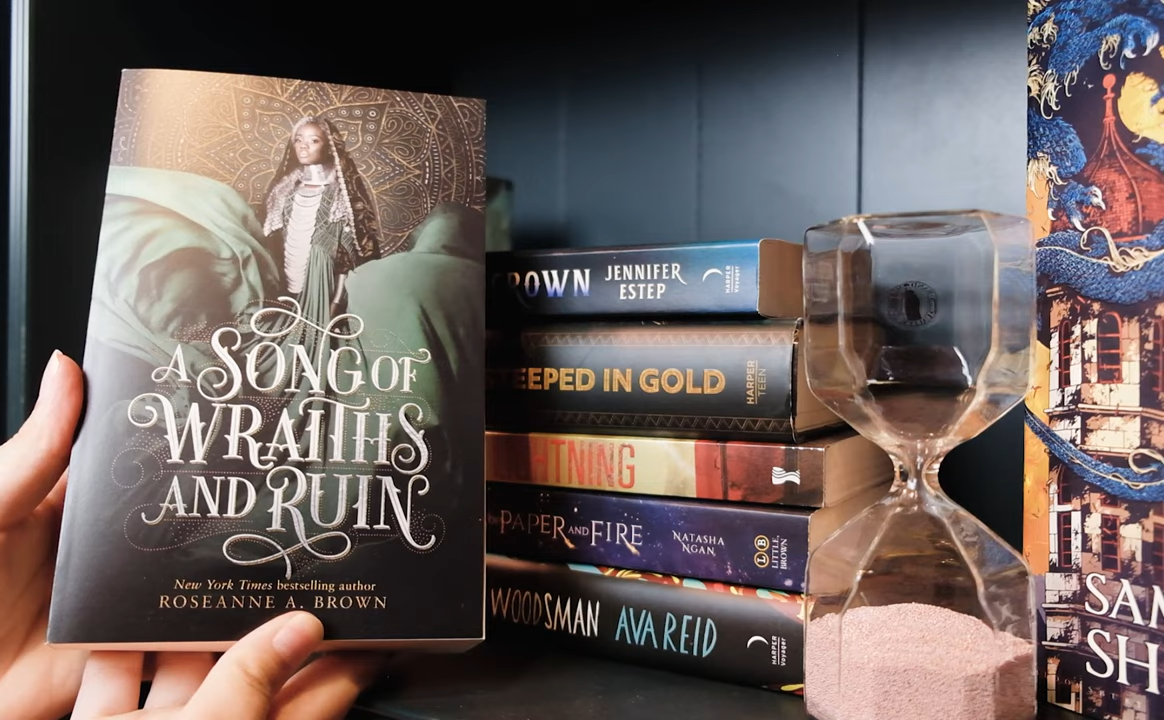 A SONG OF
WRAITHS
AND RUIN
New York Times bestselling author
ROSEANNE A. BROWN
ROWN JENNIFER
ESTEP
HARPER
Voyager
EEPED IN GOLD
HARPER
TEEN
HTNING
PAPER AND FIRE
NATASHA
NGAN
LB
LITTLE,
BROWN
WOODSMAN AVA REID
HARPER
Voyager
SAM
SH